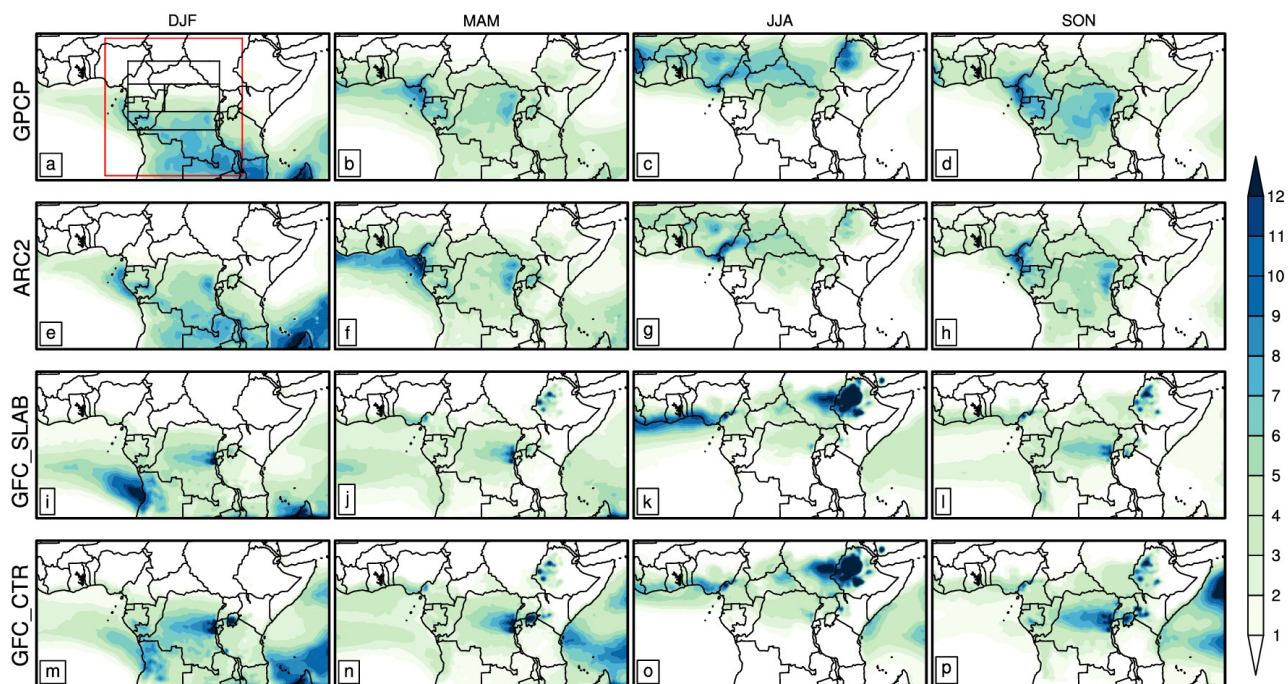 DJF MAM JJA SON
GPCP
a b c d
ARC2
e f g h
GFC_SLAB
i j k l
GFC_CTR
m n o p
12
11
10
9
8
7
6
5
4
3
2
1